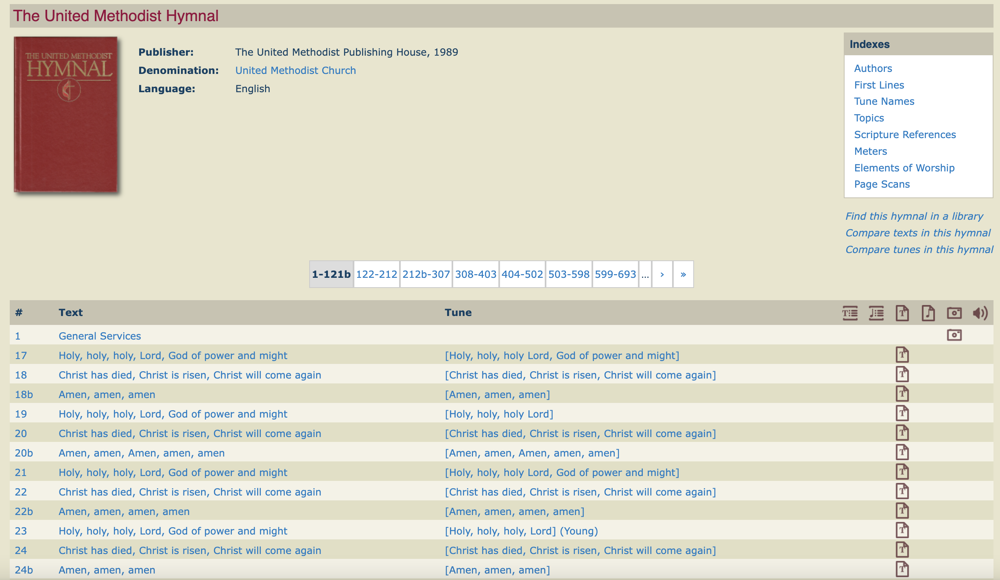 The United Methodist Hymnal
THE UNITED METHODIST
HYMNAL
Publisher: The United Methodist Publishing House, 1989
Denomination: United Methodist Church
Language: English
Indexes
Authors
First Lines
Tune Names
Topics
Scripture References
Meters
Elements of Worship
Page Scans
Find this hymnal in a library
Compare texts in this hymnal
Compare tunes in this hymnal
1-121b 122-212 212b-307 308-403 404-502 503-598 599-693 ... › »
# Text Tune
1 General Services
17 Holy, holy, holy, Lord, God of power and might [Holy, holy, holy Lord, God of power and might]
18 Christ has died, Christ is risen, Christ will come again [Christ has died, Christ is risen, Christ will come again]
18b Amen, amen, amen [Amen, amen, amen]
19 Holy, holy, holy, Lord, God of power and might [Holy, holy, holy Lord]
20 Christ has died, Christ is risen, Christ will come again [Christ has died, Christ is risen, Christ will come again]
20b Amen, amen, Amen, amen, amen [Amen, amen, Amen, amen, amen]
21 Holy, holy, holy, Lord, God of power and might [Holy, holy, holy Lord, God of power and might]
22 Christ has died, Christ is risen, Christ will come again [Christ has died, Christ is risen, Christ will come again]
22b Amen, amen, amen, amen [Amen, amen, amen, amen]
23 Holy, holy, holy, Lord, God of power and might [Holy, holy, holy, Lord] (Young)
24 Christ has died, Christ is risen, Christ will come again [Christ has died, Christ is risen, Christ will come again]
24b Amen, amen, amen [Amen, amen, amen]